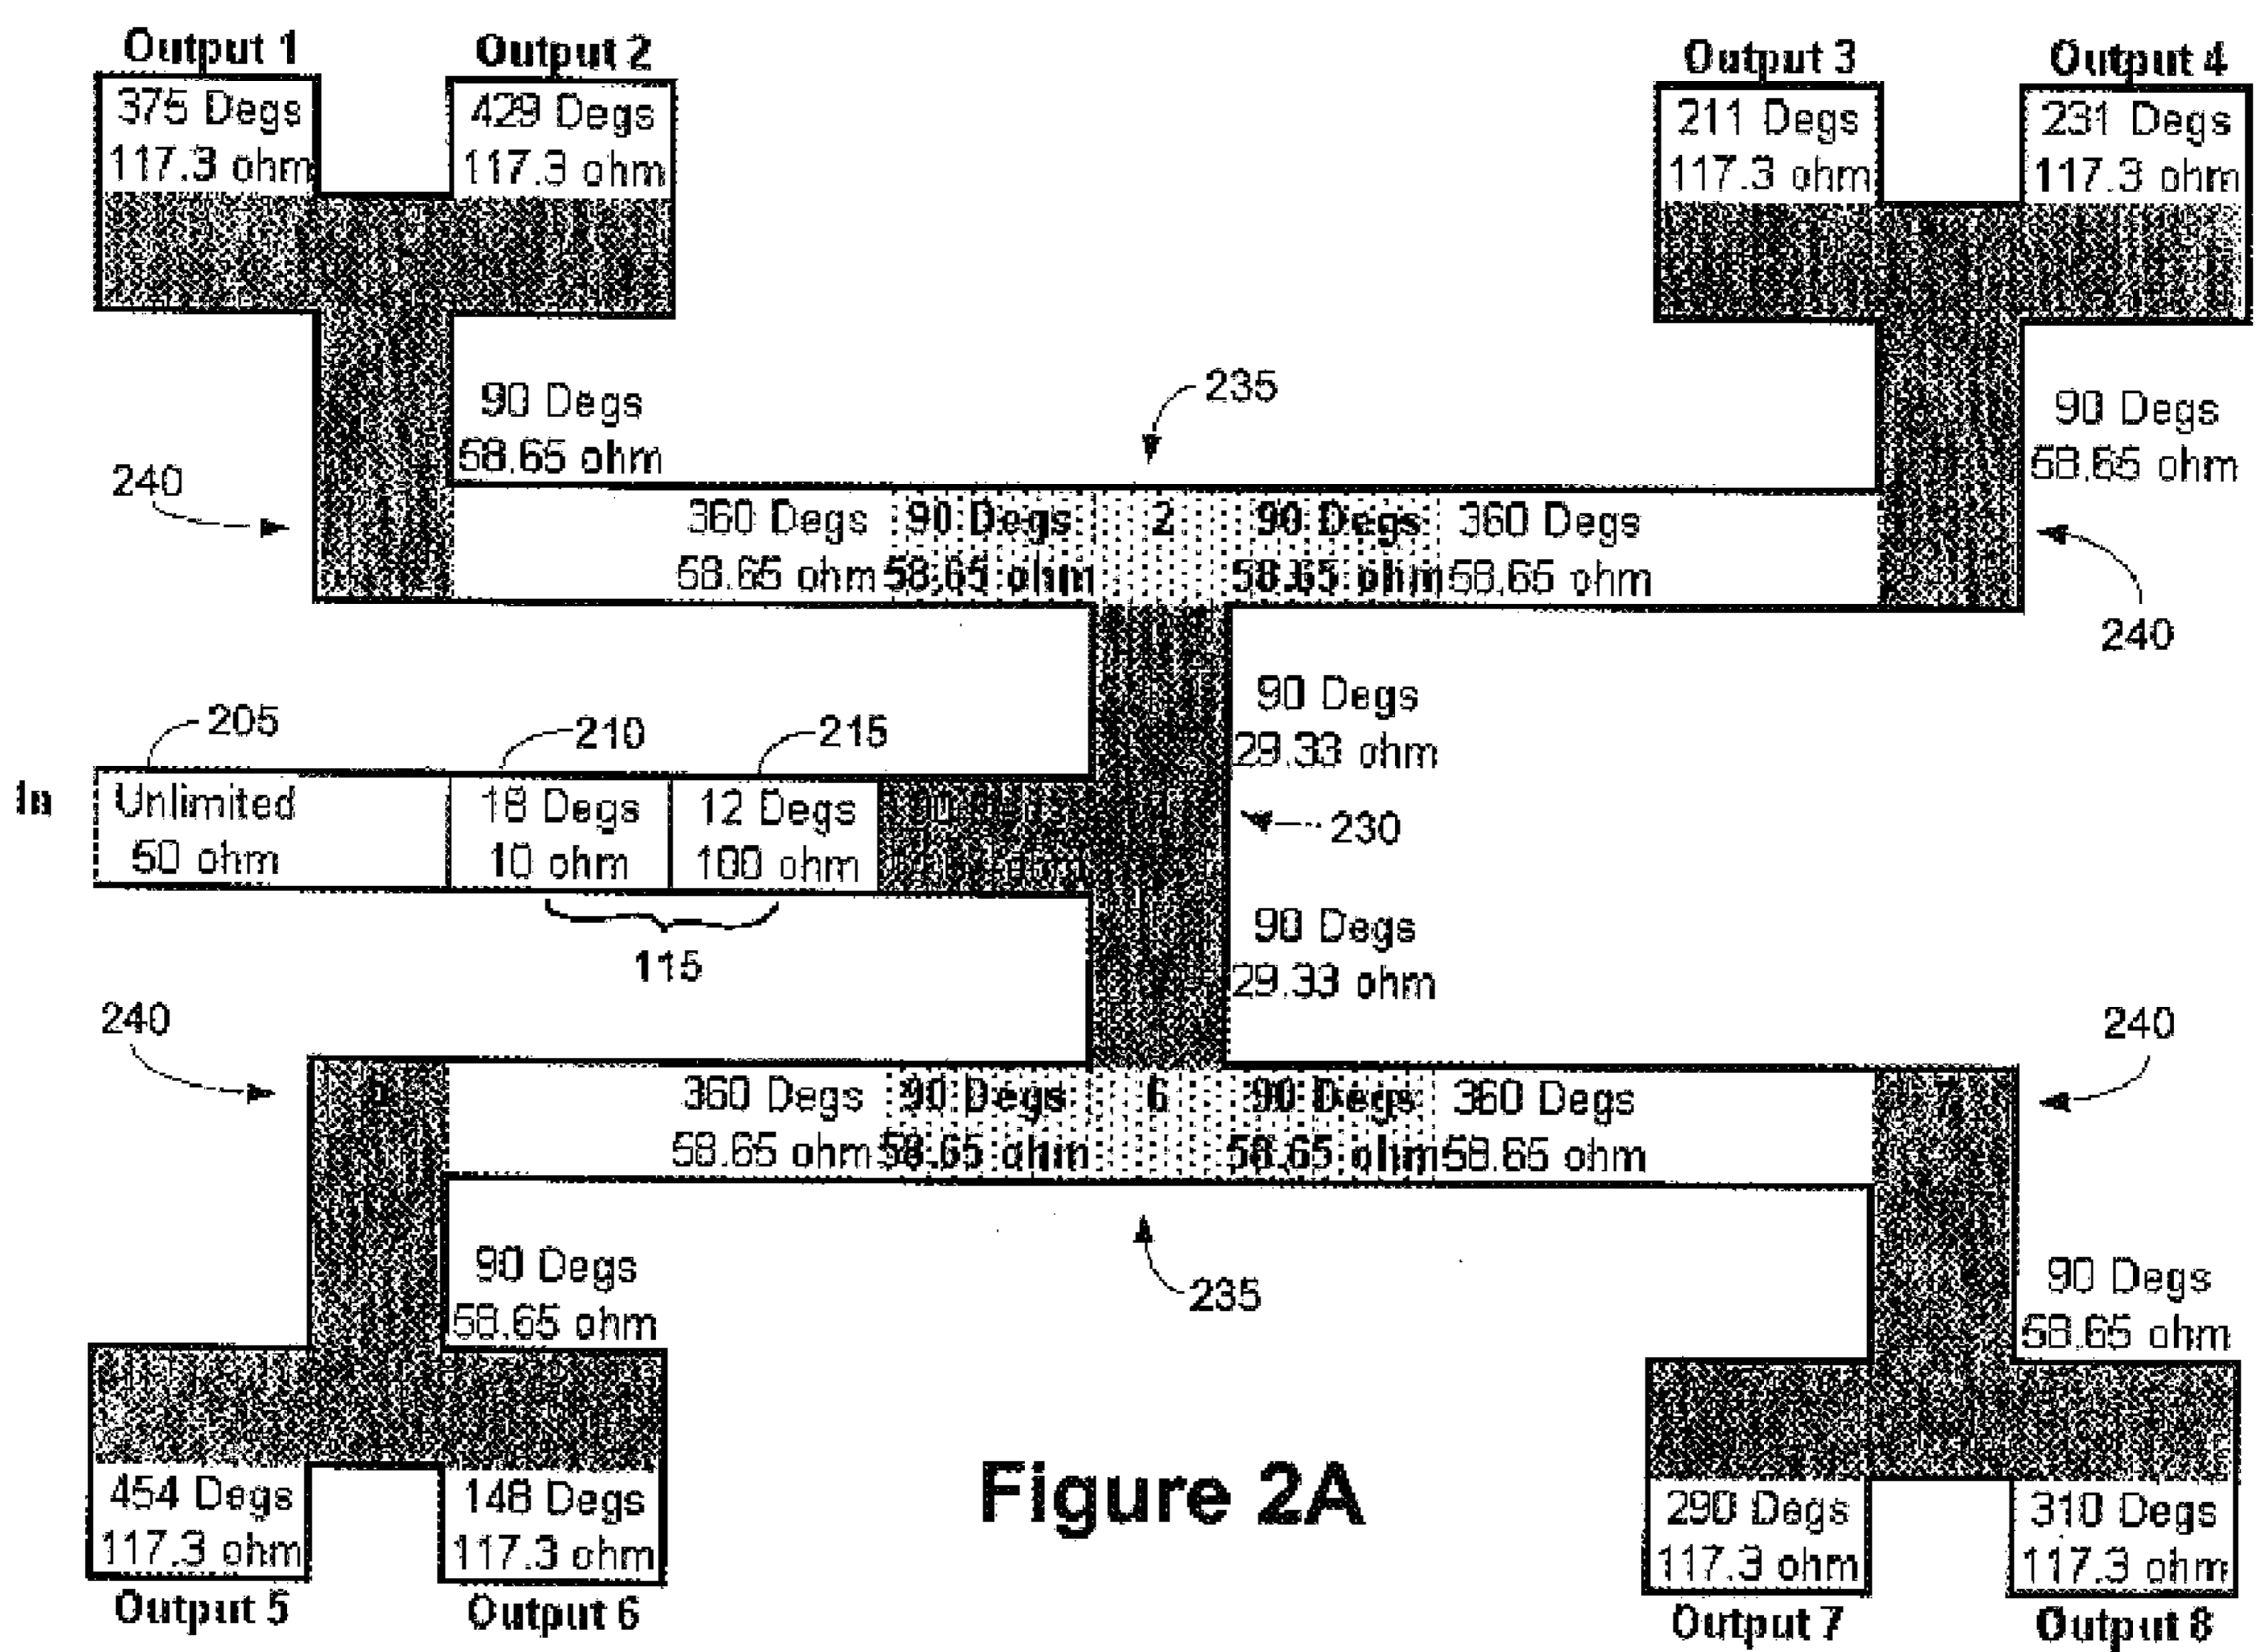 Output 1
Output 2
Output 3
Output 4
375 Degs
117.3 ohm
429 Degs
117.3 ohm
211 Degs
117.3 ohm
231 Degs
117.3 ohm
90 Degs
58.65 ohm
235
90 Degs
58.65 ohm
240
360 Degs
58.65 ohm
90 Degs
58.65 ohm
2
90 Degs
58.65 ohm
360 Degs
58.65 ohm
240
90 Degs
29.33 ohm
205
210
215
In
Unlimited
50 ohm
18 Degs
10 ohm
12 Degs
100 ohm
230
115
90 Degs
29.33 ohm
240
240
360 Degs
58.65 ohm
90 Degs
58.65 ohm
6
90 Degs
58.65 ohm
360 Degs
58.65 ohm
90 Degs
58.65 ohm
235
90 Degs
58.65 ohm
454 Degs
117.3 ohm
148 Degs
117.3 ohm
Figure 2A
290 Degs
117.3 ohm
310 Degs
117.3 ohm
Output 5
Output 6
Output 7
Output 8